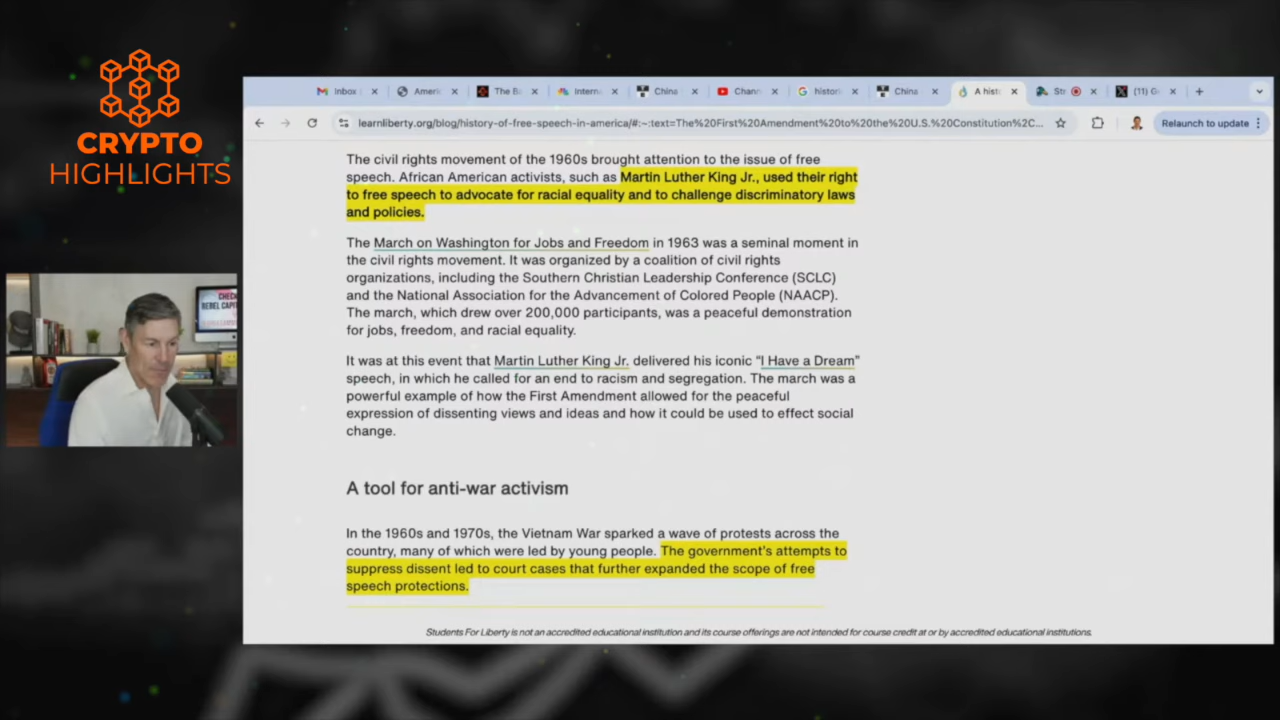 CRYPTO
HIGHLIGHTS
Inbox
Ameri
The Ba
Intern
China
Chann
histori
China
A histo
Str
(11) G
learnliberty.org/blog/history-of-free-speech-in-america/#:~:text=The%20First%20Amendment%20to%20the%20U.S.%20Constitution%2C...
Relaunch to update
The civil rights movement of the 1960s brought attention to the issue of free
speech. African American activists, such as Martin Luther King Jr., used their right
to free speech to advocate for racial equality and to challenge discriminatory laws
and policies.
The March on Washington for Jobs and Freedom in 1963 was a seminal moment in
the civil rights movement. It was organized by a coalition of civil rights
organizations, including the Southern Christian Leadership Conference (SCLC)
and the National Association for the Advancement of Colored People (NAACP).
The march, which drew over 200,000 participants, was a peaceful demonstration
for jobs, freedom, and racial equality.
It was at this event that Martin Luther King Jr. delivered his iconic “I Have a Dream”
speech, in which he called for an end to racism and segregation. The march was a
powerful example of how the First Amendment allowed for the peaceful
expression of dissenting views and ideas and how it could be used to effect social
change.
A tool for anti-war activism
In the 1960s and 1970s, the Vietnam War sparked a wave of protests across the
country, many of which were led by young people. The government's attempts to
suppress dissent led to court cases that further expanded the scope of free
speech protections.
Students For Liberty is not an accredited educational institution and its course offerings are not intended for course credit at or by accredited educational institutions.
CHECK
REBEL CAPI